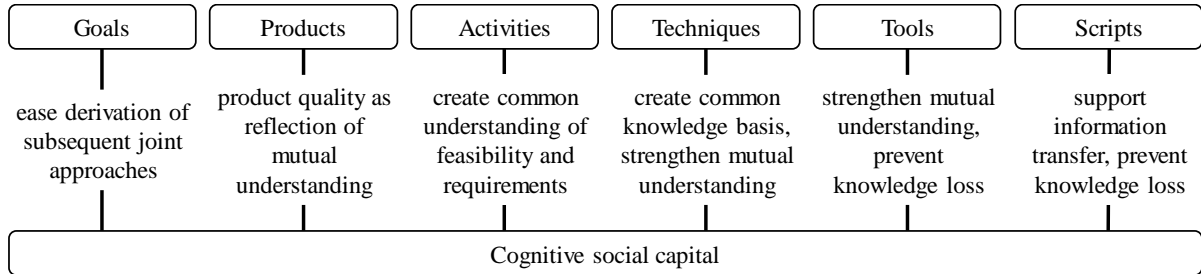 Goals
Products
Activities
Techniques
Tools
Scripts
ease derivation of
subsequent joint
approaches
product quality as
reflection of
mutual
understanding
create common
understanding of
feasibility and
requirements
create common
knowledge basis,
strengthen mutual
understanding
strengthen mutual
understanding,
prevent
knowledge loss
support
information
transfer, prevent
knowledge loss
Cognitive social capital